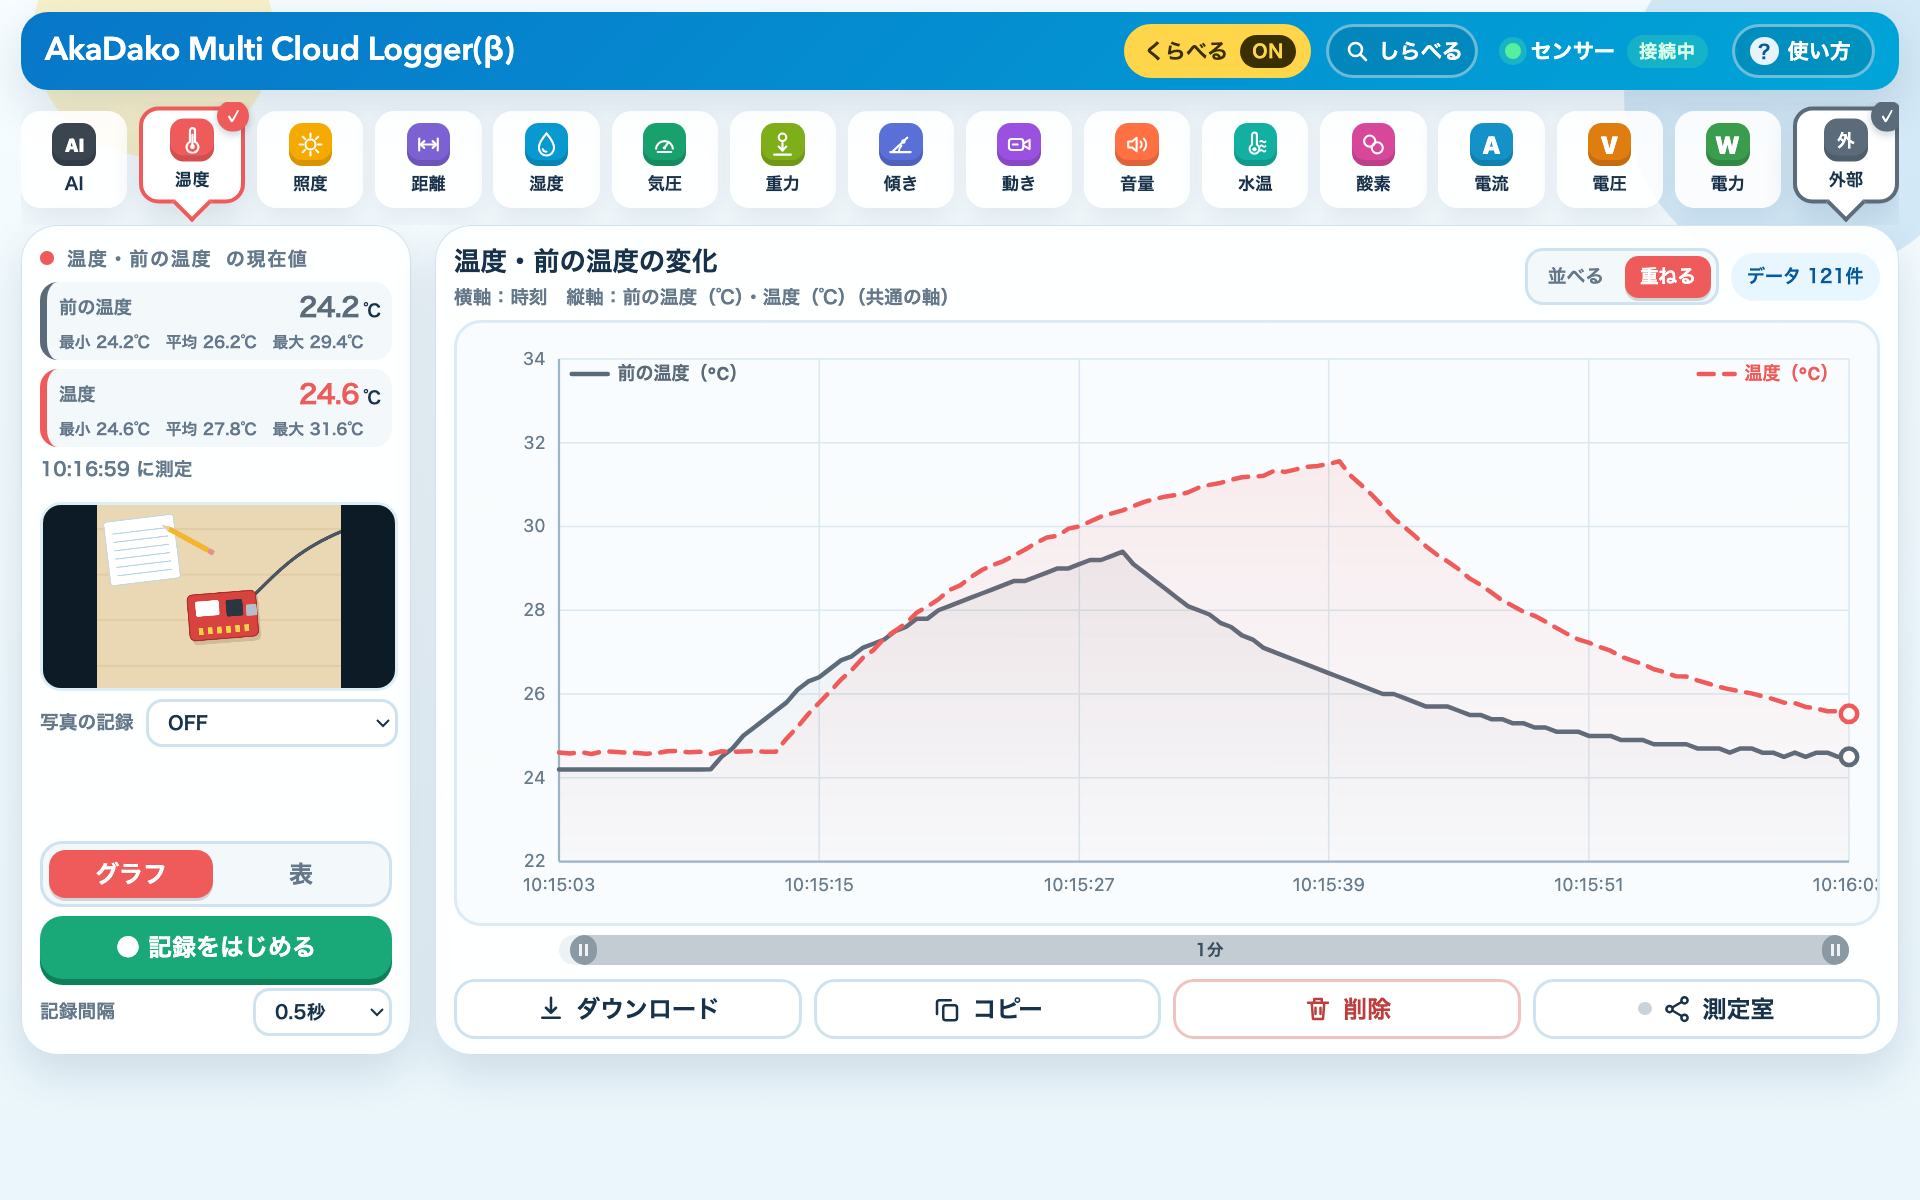 AkaDako Multi Cloud Logger(β)
くらべる ON
しらべる
センサー 接続中
? 使い方
AI AI
温度
照度
距離
湿度
気圧
重力
傾き
動き
音量
水温
酸素
A 電流
V 電圧
W 電力
外 外部
温度・前の温度 の現在値
前の温度 24.2℃
最小 24.2℃ 平均 26.2℃ 最大 29.4℃
温度 24.6℃
最小 24.6℃ 平均 27.8℃ 最大 31.6℃
10:16:59 に測定
写真の記録 OFF
グラフ 表
記録をはじめる
記録間隔 0.5秒
温度・前の温度の変化
横軸：時刻 縦軸：前の温度（℃）・温度（℃）（共通の軸）
並べる 重ねる
データ 121件
前の温度（°C） 温度（°C）
34
32
30
28
26
24
22
10:15:03 10:15:15 10:15:27 10:15:39 10:15:51 10:16:0
1分
ダウンロード コピー 削除 測定室